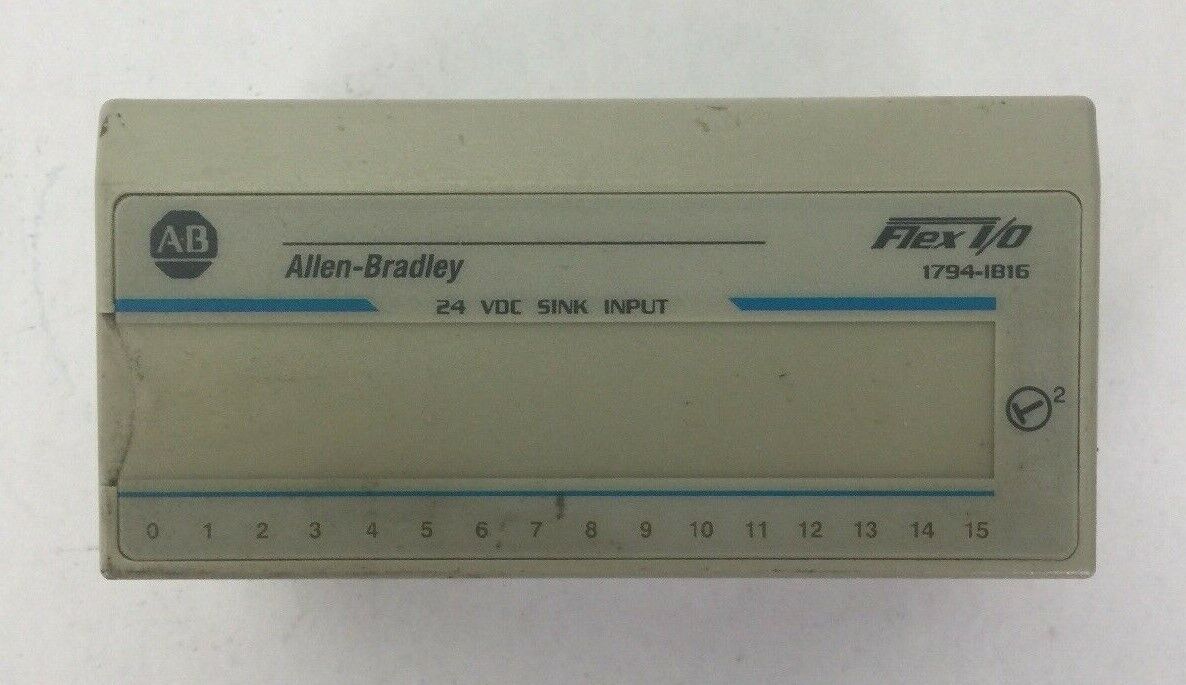 AB
Allen-Bradley
Flex I/O
1794-IB16
24 VDC SINK INPUT
2
0 1 2 3 4 5 6 7 8 9 10 11 12 13 14 15